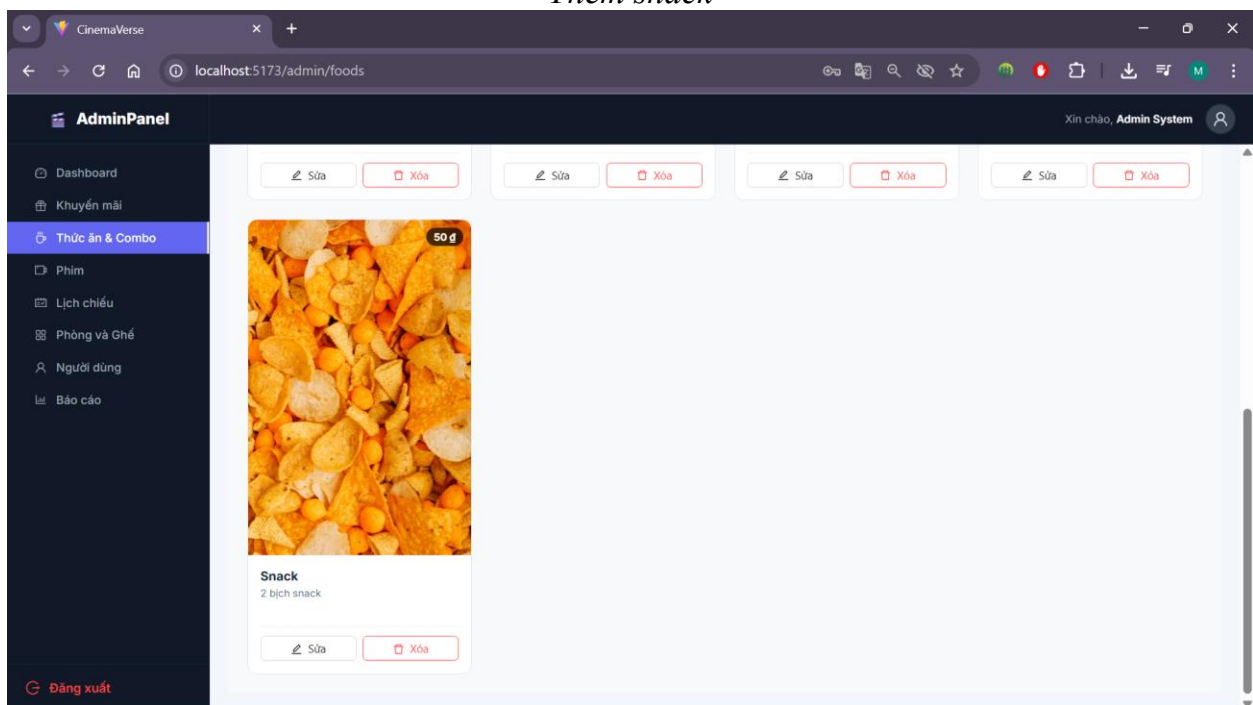 Thêm snack
CinemaVerse
localhost:5173/admin/foods
M
AdminPanel
Xin chào, Admin System
Dashboard
Khuyến mãi
Thức ăn & Combo
Phim
Lịch chiếu
Phòng và Ghế
Người dùng
Báo cáo
Sửa Xóa Sửa Xóa Sửa Xóa Sửa Xóa
50 ₫
Snack
2 bịch snack
Sửa Xóa
Đăng xuất